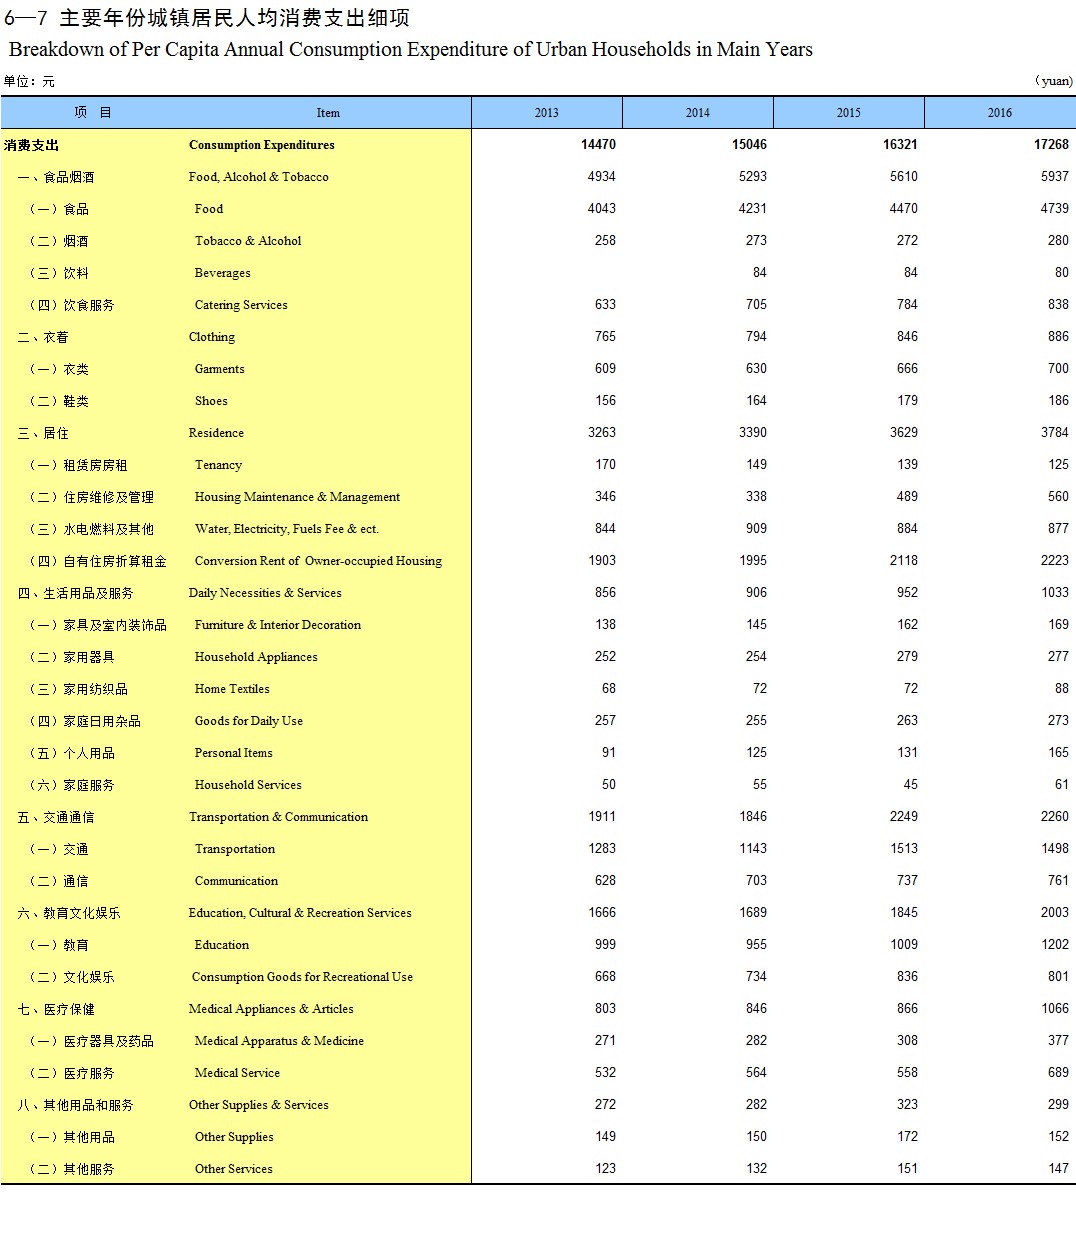 6—7 主要年份城镇居民人均消费支出细项
Breakdown of Per Capita Annual Consumption Expenditure of Urban Households in Main Years
单位：元 （yuan)
项 目 Item 2013 2014 2015 2016
消费支出 Consumption Expenditures 14470 15046 16321 17268
一、食品烟酒 Food, Alcohol & Tobacco 4934 5293 5610 5937
（一）食品 Food 4043 4231 4470 4739
（二）烟酒 Tobacco & Alcohol 258 273 272 280
（三）饮料 Beverages 84 84 80
（四）饮食服务 Catering Services 633 705 784 838
二、衣着 Clothing 765 794 846 886
（一）衣类 Garments 609 630 666 700
（二）鞋类 Shoes 156 164 179 186
三、居住 Residence 3263 3390 3629 3784
（一）租赁房房租 Tenancy 170 149 139 125
（二）住房维修及管理 Housing Maintenance & Management 346 338 489 560
（三）水电燃料及其他 Water, Electricity, Fuels Fee & ect. 844 909 884 877
（四）自有住房折算租金 Conversion Rent of Owner-occupied Housing 1903 1995 2118 2223
四、生活用品及服务 Daily Necessities & Services 856 906 952 1033
（一）家具及室内装饰品 Furniture & Interior Decoration 138 145 162 169
（二）家用器具 Household Appliances 252 254 279 277
（三）家用纺织品 Home Textiles 68 72 72 88
（四）家庭日用杂品 Goods for Daily Use 257 255 263 273
（五）个人用品 Personal Items 91 125 131 165
（六）家庭服务 Household Services 50 55 45 61
五、交通通信 Transportation & Communication 1911 1846 2249 2260
（一）交通 Transportation 1283 1143 1513 1498
（二）通信 Communication 628 703 737 761
六、教育文化娱乐 Education, Cultural & Recreation Services 1666 1689 1845 2003
（一）教育 Education 999 955 1009 1202
（二）文化娱乐 Consumption Goods for Recreational Use 668 734 836 801
七、医疗保健 Medical Appliances & Articles 803 846 866 1066
（一）医疗器具及药品 Medical Apparatus & Medicine 271 282 308 377
（二）医疗服务 Medical Service 532 564 558 689
八、其他用品和服务 Other Supplies & Services 272 282 323 299
（一）其他用品 Other Supplies 149 150 172 152
（二）其他服务 Other Services 123 132 151 147